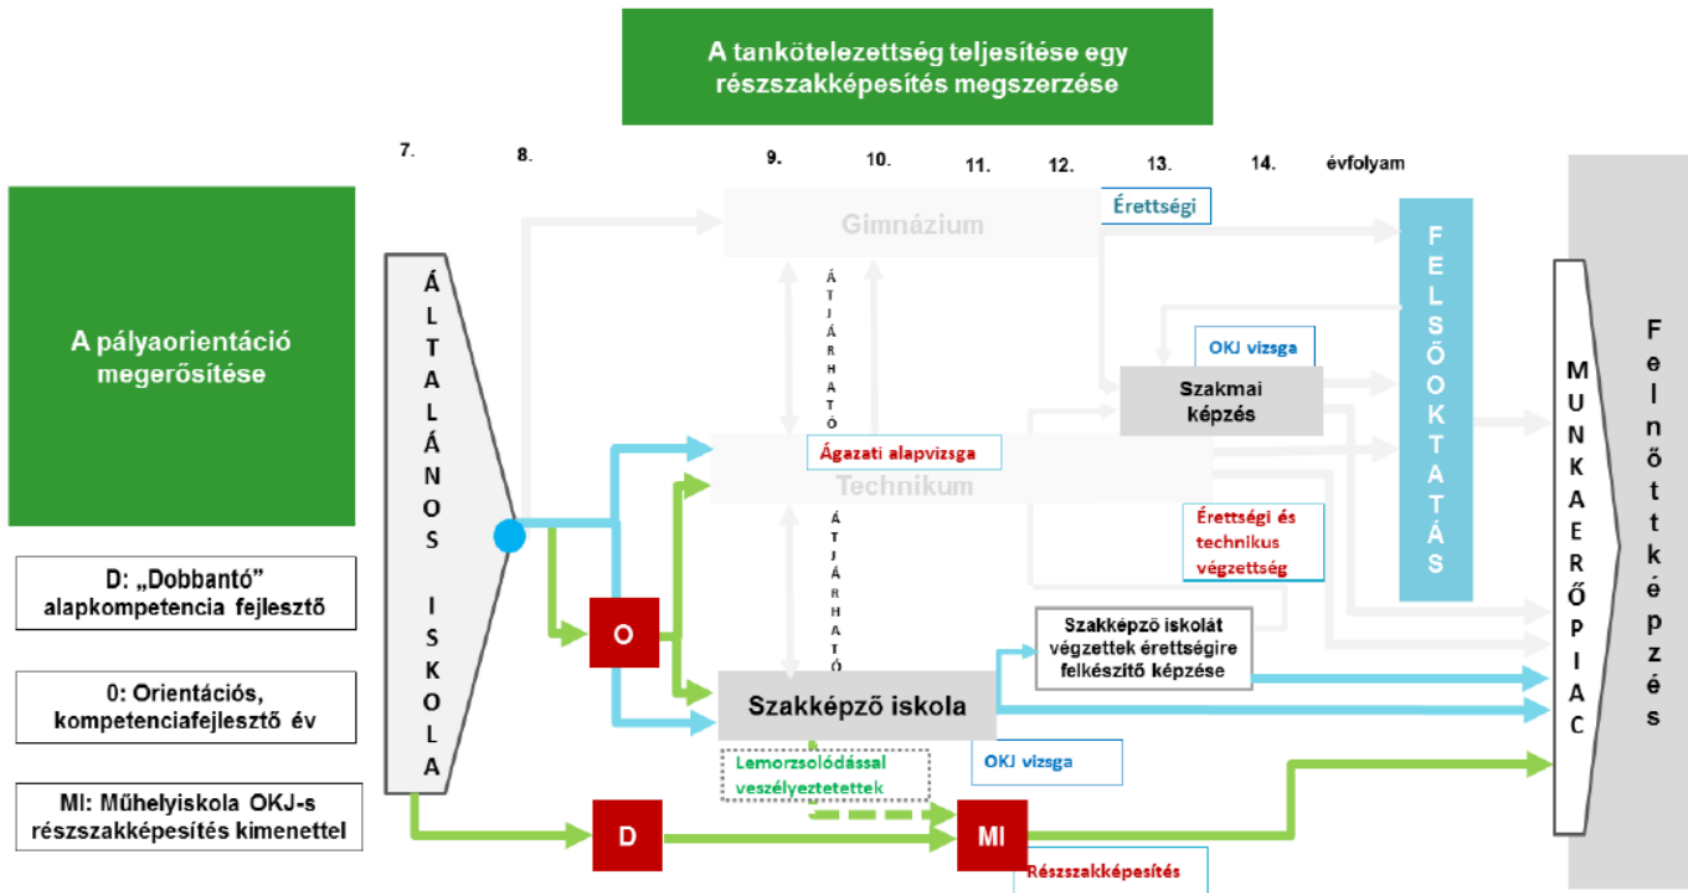 A tankötelezettség teljesítése egy
részszakképesítés megszerzése
7.
8.
9.
10.
11.
12.
13.
14.
évfolyam
A pályaorientáció
megerősítése
D: „Dobbantó”
alapkompetencia fejlesztő
0: Orientációs,
kompetenciafejlesztő év
MI: Műhelyiskola OKJ-s
részszakképesítés kimenettel
ÁLTALÁNOS ISKOLA
Gimnázium
Érettségi
ÁTJÁRHATÓ
OKJ vizsga
Szakmai
képzés
Ágazati alapvizsga
Technikum
ÁTJÁRHATÓ
Érettségi és
technikus
végzettség
O
Szakképző iskolát
végzettek érettségire
felkészítő képzése
Szakképző iskola
Lemorzsolódással
veszélyeztetettek
OKJ vizsga
D
MI
Részszakképesítés
FELSŐOKTATÁS
MUNKAERŐPIAC
Felnőttképzés